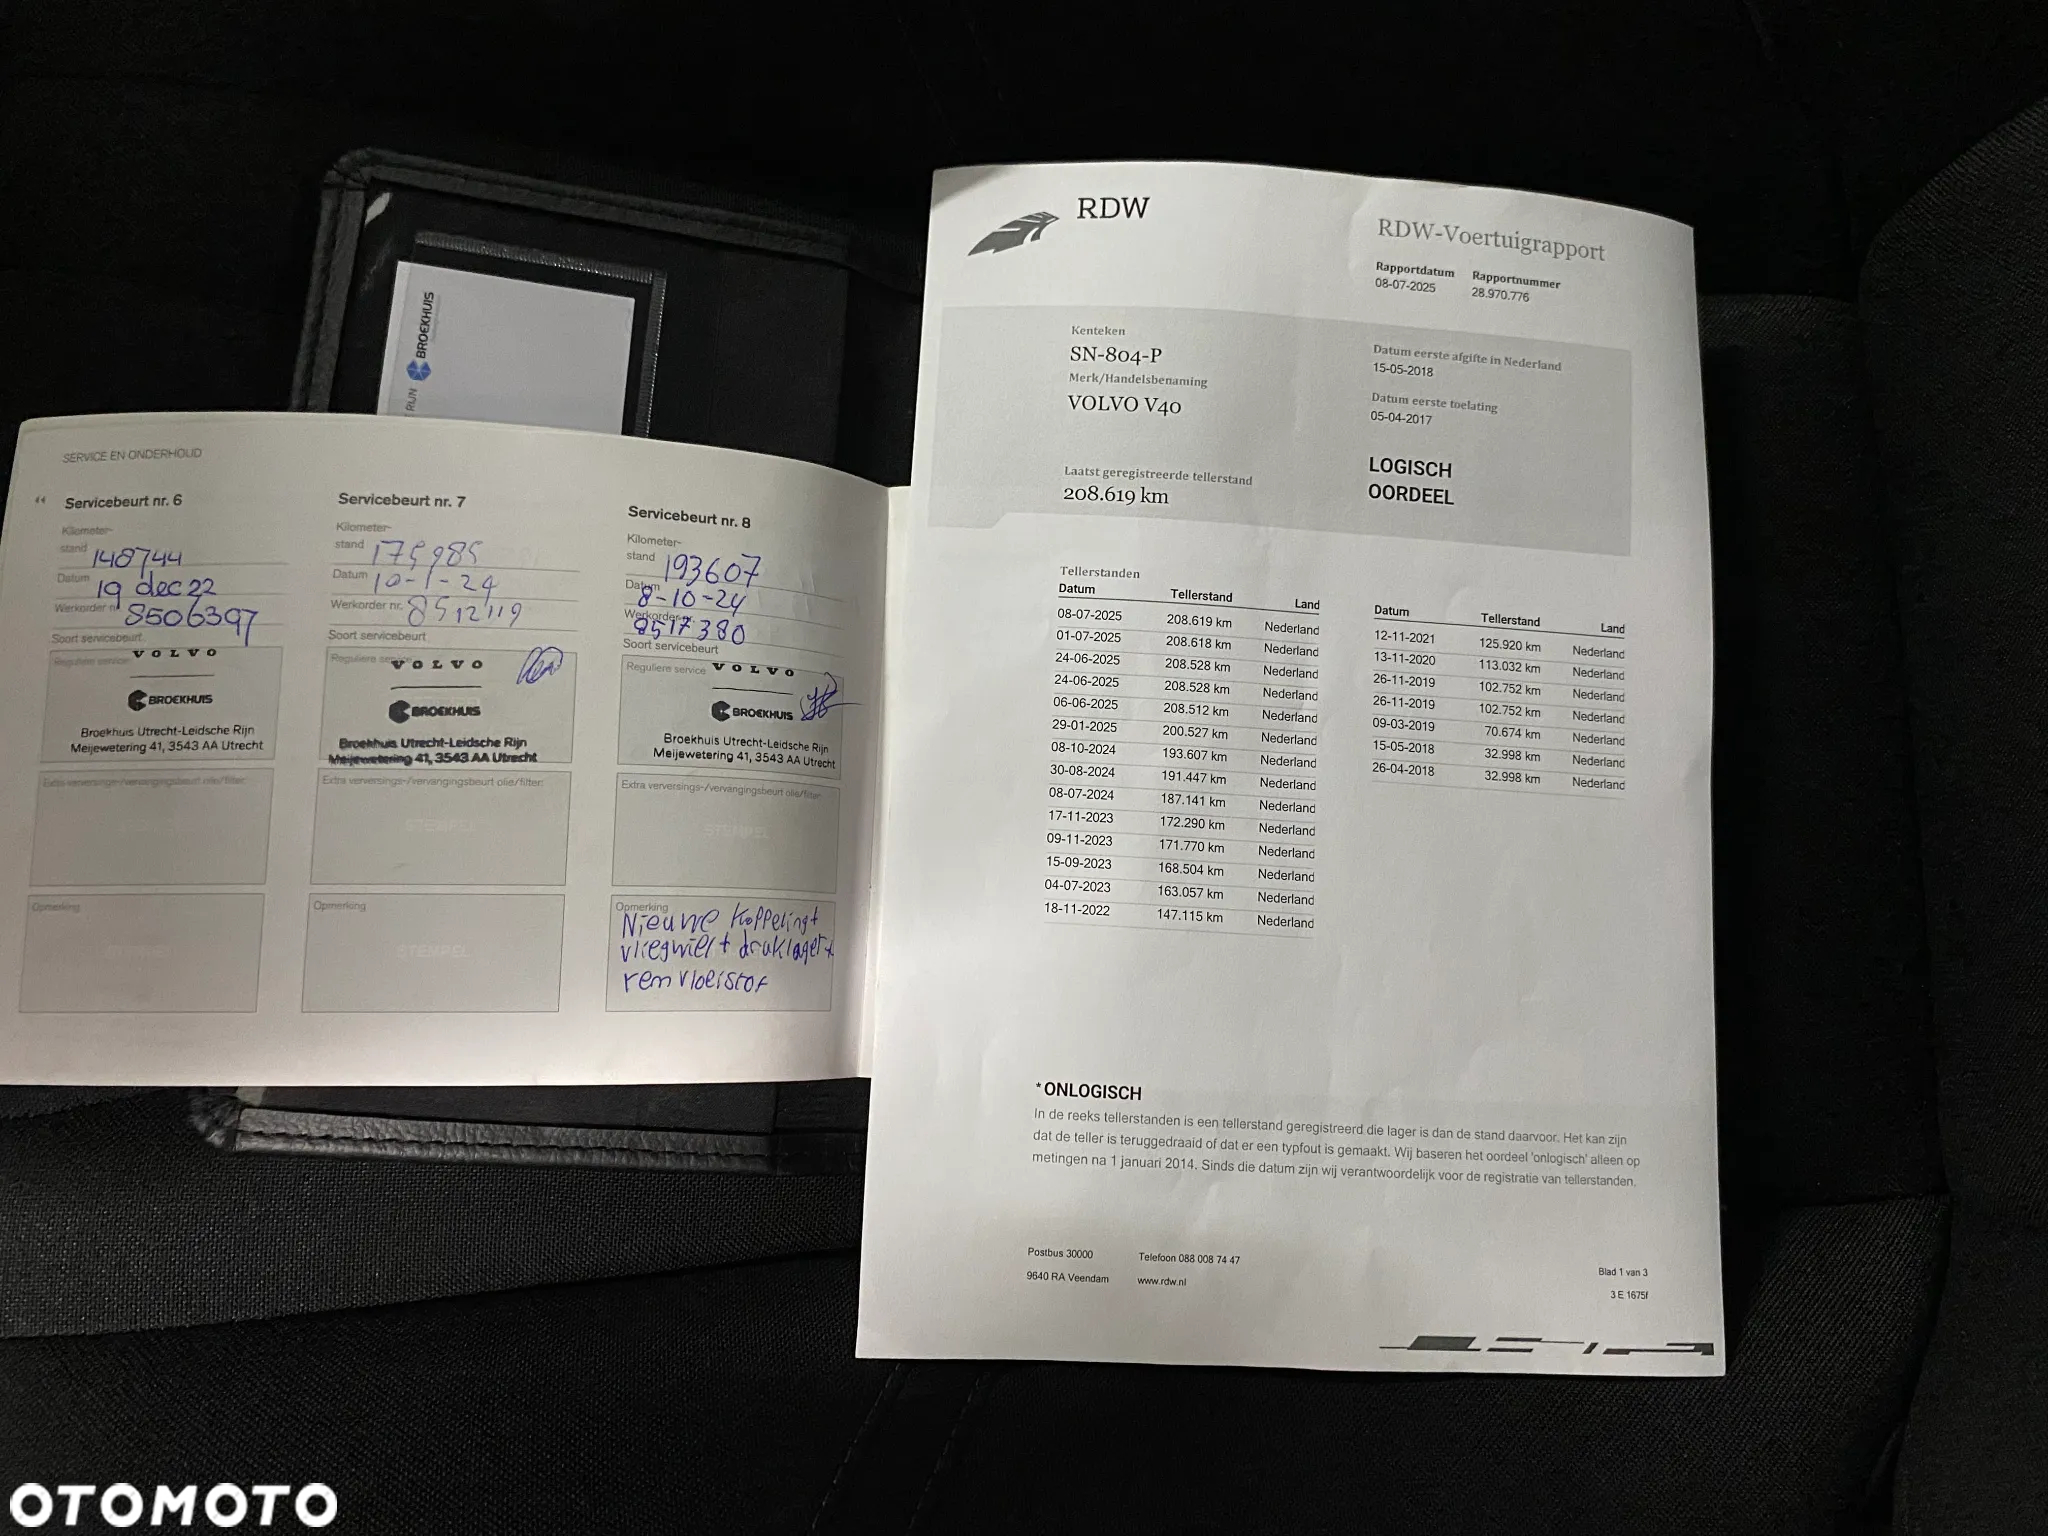 BROEKHUIS
RIJN
SERVICE EN ONDERHOUD
Servicebeurt nr. 6
Kilometer-
stand 148744
Datum 19 dec 22
Werkorder nr. 8506397
Soort servicebeurt
Reguliere service
VOLVO
BROEKHUIS
Broekhuis Utrecht-Leidsche Rijn
Meijewetering 41, 3543 AA Utrecht
Extra verversings-/vervangingsbeurt olie/filter:
Opmerking
Servicebeurt nr. 7
Kilometer-
stand 175985
Datum 10-1-24
Werkorder nr. 8512119
Soort servicebeurt
Reguliere service
VOLVO
BROEKHUIS
Broekhuis Utrecht-Leidsche Rijn
Meijewetering 41, 3543 AA Utrecht
Extra verversings-/vervangingsbeurt olie/filter:
STEMPEL
Opmerking
STEMPEL
Servicebeurt nr. 8
Kilometer-
stand 193607
Datum 8-10-24
Werkorder nr. 8517380
Soort servicebeurt
Reguliere service
VOLVO
BROEKHUIS
Broekhuis Utrecht-Leidsche Rijn
Meijewetering 41, 3543 AA Utrecht
Extra verversings-/vervangingsbeurt olie/filter:
STEMPEL
Opmerking
Nieuwe koppeling+
vliegwiel+ druklager+
remvloeistof
RDW
RDW-Voertuigrapport
Rapportdatum Rapportnummer
08-07-2025 28.970.776
Kenteken
SN-804-P
Merk/Handelsbenaming
VOLVO V40
Laatst geregistreerde tellerstand
208.619 km
Datum eerste afgifte in Nederland
15-05-2018
Datum eerste toelating
05-04-2017
LOGISCH
OORDEEL
Tellerstanden
Datum Tellerstand Land
08-07-2025 208.619 km Nederland
01-07-2025 208.618 km Nederland
24-06-2025 208.528 km Nederland
24-06-2025 208.528 km Nederland
06-06-2025 208.512 km Nederland
29-01-2025 200.527 km Nederland
08-10-2024 193.607 km Nederland
30-08-2024 191.447 km Nederland
08-07-2024 187.141 km Nederland
17-11-2023 172.290 km Nederland
09-11-2023 171.770 km Nederland
15-09-2023 168.504 km Nederland
04-07-2023 163.057 km Nederland
18-11-2022 147.115 km Nederland
Datum Tellerstand Land
12-11-2021 125.920 km Nederland
13-11-2020 113.032 km Nederland
26-11-2019 102.752 km Nederland
26-11-2019 102.752 km Nederland
09-03-2019 70.674 km Nederland
15-05-2018 32.998 km Nederland
26-04-2018 32.998 km Nederland
*ONLOGISCH
In de reeks tellerstanden is een tellerstand geregistreerd die lager is dan de stand daarvoor. Het kan zijn
dat de teller is teruggedraaid of dat er een typfout is gemaakt. Wij baseren het oordeel 'onlogisch' alleen op
metingen na 1 januari 2014. Sinds die datum zijn wij verantwoordelijk voor de registratie van tellerstanden.
Postbus 30000 Telefoon 088 008 74 47
9640 RA Veendam www.rdw.nl
Blad 1 van 3
3 E 1675f
OTOMOTO